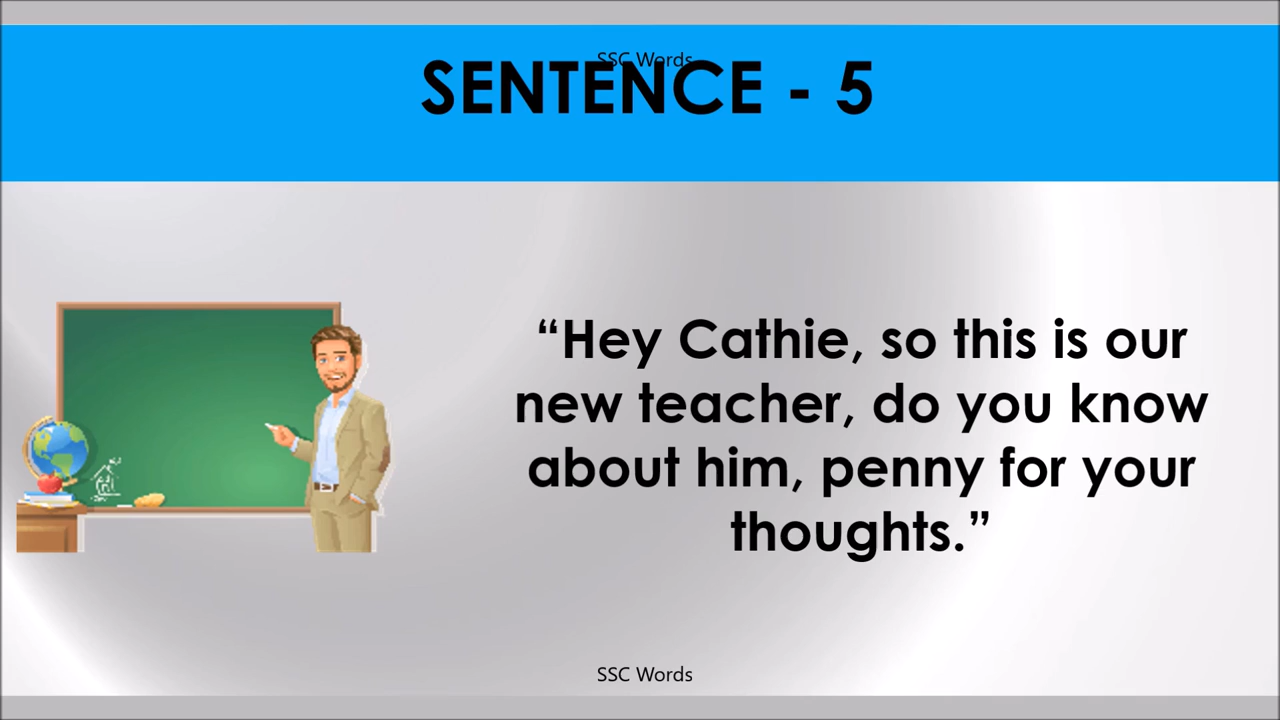 SSC Words
SENTENCE - 5
“Hey Cathie, so this is our
new teacher, do you know
about him, penny for your
thoughts.”
SSC Words